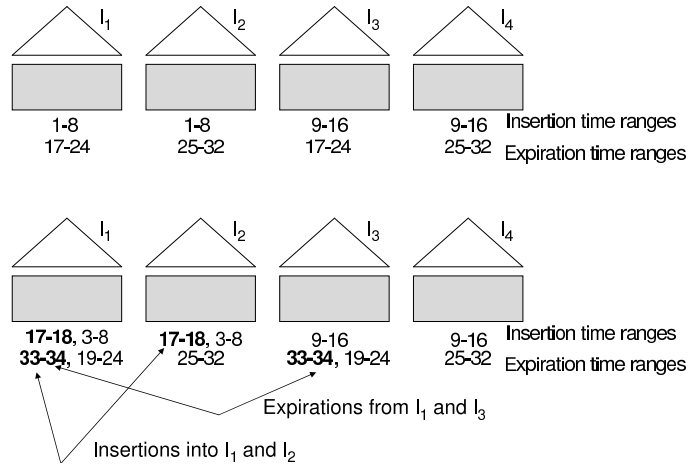 I1 I2 I3 I4
1-8 1-8 9-16 9-16 Insertion time ranges
17-24 25-32 17-24 25-32 Expiration time ranges
I1 I2 I3 I4
17-18, 3-8 17-18, 3-8 9-16 9-16 Insertion time ranges
33-34, 19-24 25-32 33-34, 19-24 25-32 Expiration time ranges
Expirations from I1 and I3
Insertions into I1 and I2